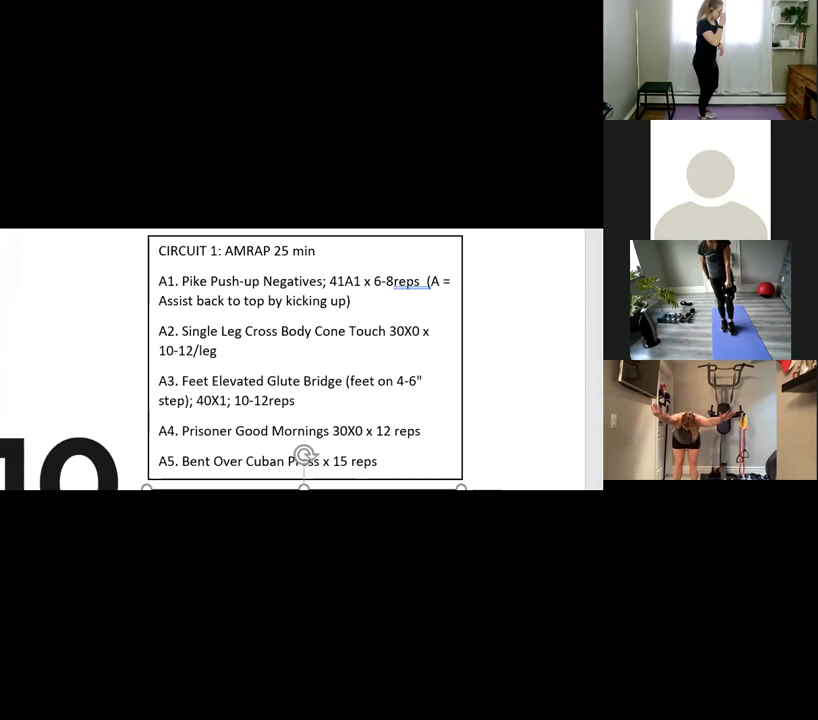 CIRCUIT 1: AMRAP 25 min
A1. Pike Push-up Negatives; 41A1 x 6-8reps  (A =
Assist back to top by kicking up)
A2. Single Leg Cross Body Cone Touch 30X0 x
10-12/leg
A3. Feet Elevated Glute Bridge (feet on 4-6"
step); 40X1; 10-12reps
A4. Prisoner Good Mornings 30X0 x 12 reps
A5. Bent Over Cuban Press x 15 reps
10